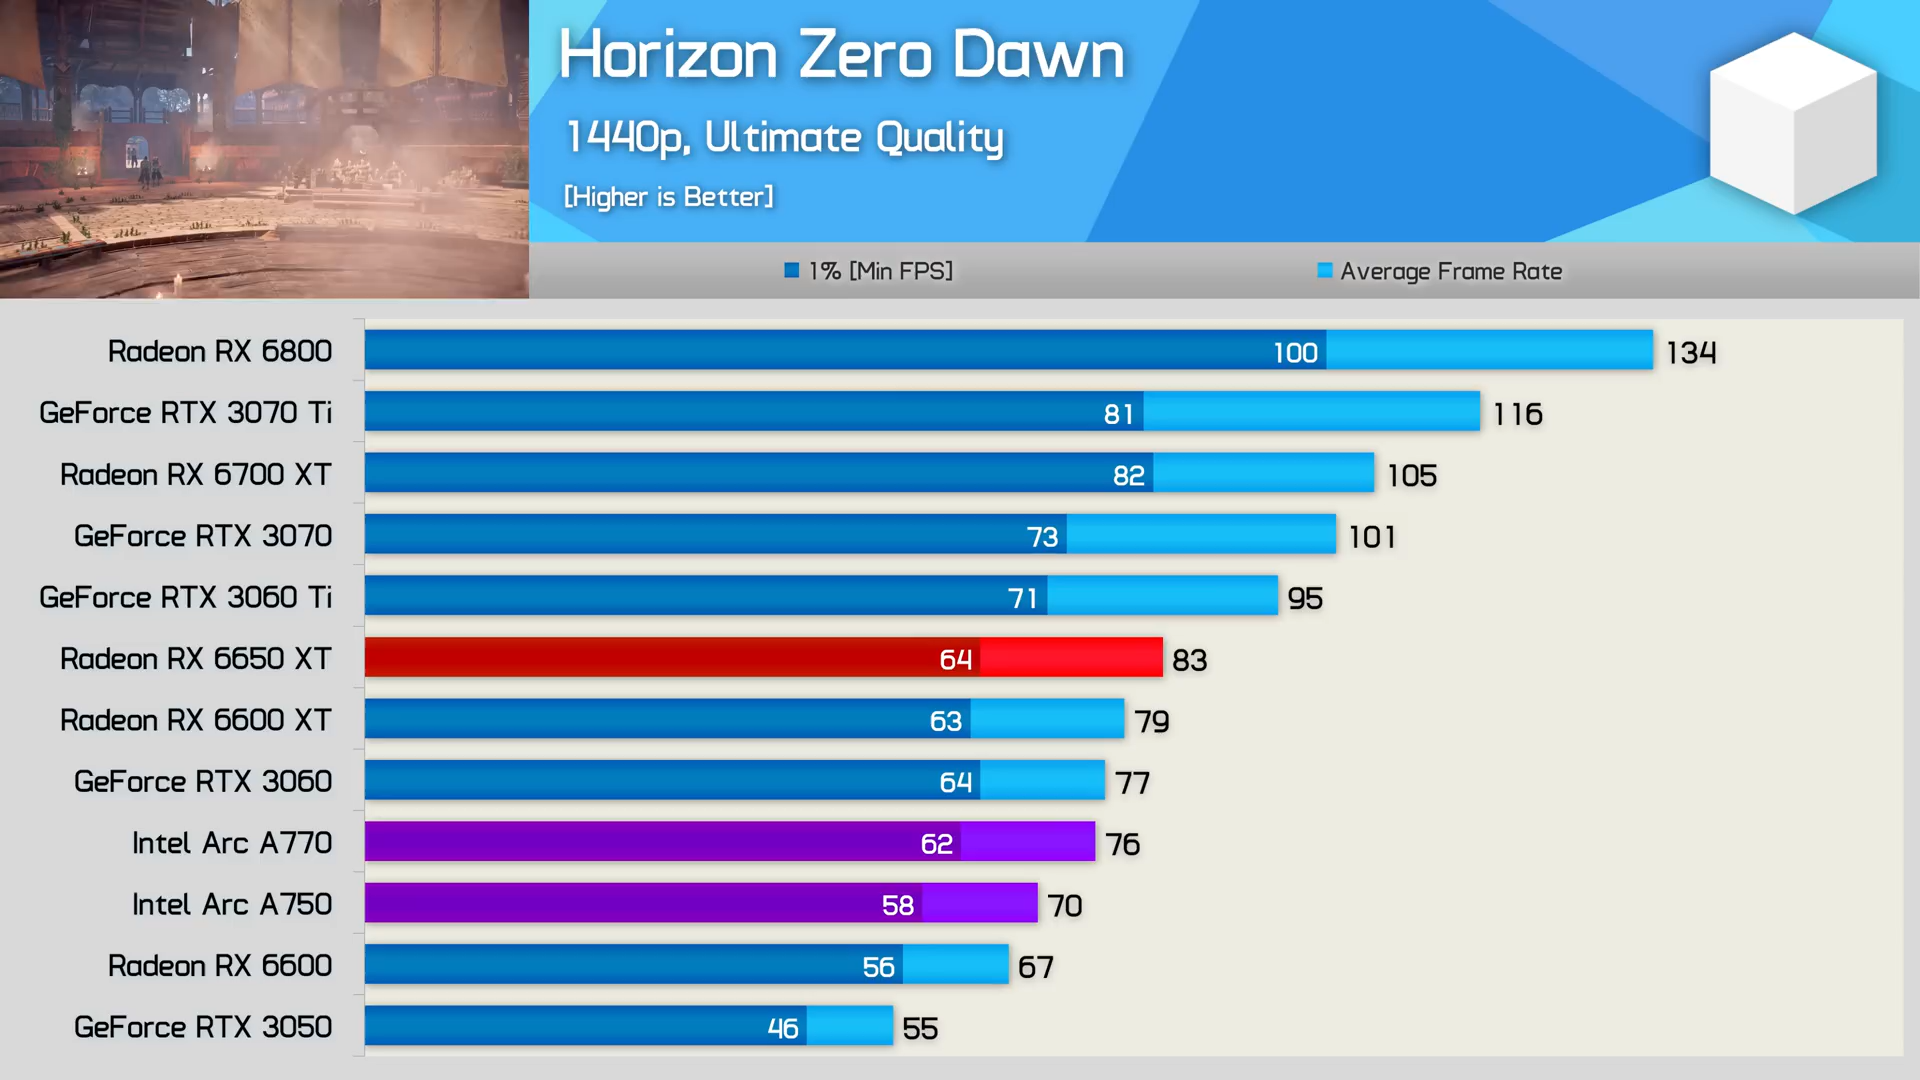 Horizon Zero Dawn
1440p, Ultimate Quality
[Higher is Better]
1% [Min FPS]
Average Frame Rate
Radeon RX 6800 100 134
GeForce RTX 3070 Ti 81 116
Radeon RX 6700 XT 82 105
GeForce RTX 3070 73 101
GeForce RTX 3060 Ti 71 95
Radeon RX 6650 XT 64 83
Radeon RX 6600 XT 63 79
GeForce RTX 3060 64 77
Intel Arc A770 62 76
Intel Arc A750 58 70
Radeon RX 6600 56 67
GeForce RTX 3050 46 55